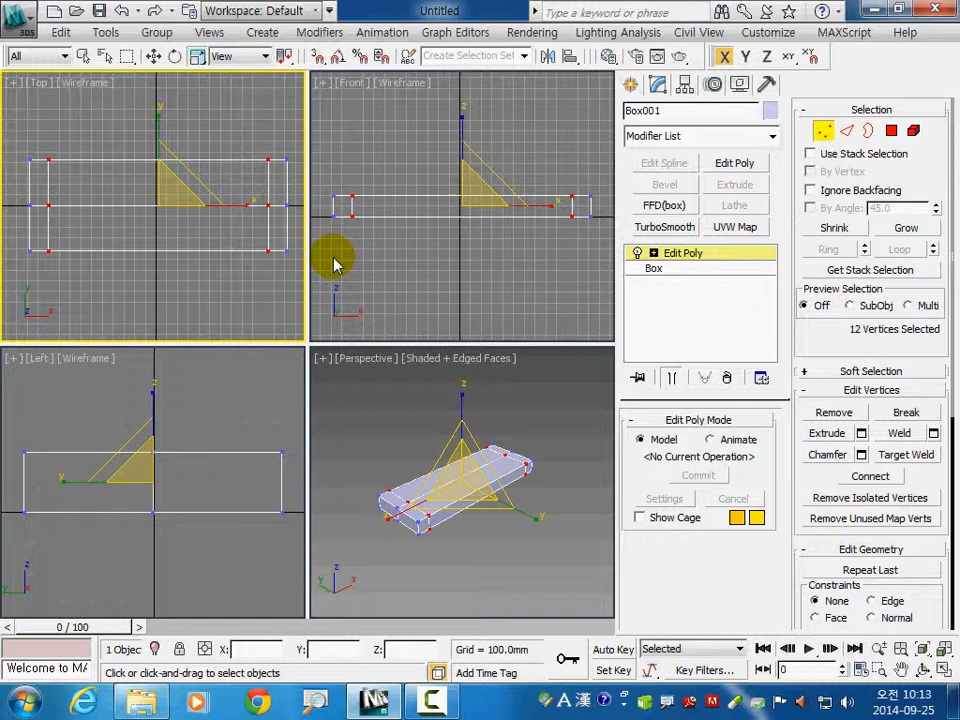 3DS
Workspace: Default
Untitled
Type a keyword or phrase
Edit Tools Group Views Create Modifiers Animation Graph Editors Rendering Lighting Analysis Civil View Customize MAXScript Help
All
View
Create Selection Set
X Y Z XY XY
[+] [Top] [Wireframe]
[+] [Front] [Wireframe]
[+] [Left] [Wireframe]
[+] [Perspective] [Shaded + Edged Faces]
Box001
Modifier List
Edit Spline
Edit Poly
Bevel
Extrude
FFD(box)
Lathe
TurboSmooth
UVW Map
Edit Poly
Box
Edit Poly Mode
Model
Animate
<No Current Operation>
Commit
Settings
Cancel
Show Cage
Selection
Use Stack Selection
By Vertex
Ignore Backfacing
By Angle: 45.0
Shrink
Grow
Ring
Loop
Get Stack Selection
Preview Selection
Off
SubObj
Multi
12 Vertices Selected
Soft Selection
Edit Vertices
Remove
Break
Extrude
Weld
Chamfer
Target Weld
Connect
Remove Isolated Vertices
Remove Unused Map Verts
Edit Geometry
Repeat Last
Constraints
None
Edge
Face
Normal
0 / 100
1 Object
X:
Y:
Z:
Grid = 100.0mm
Auto Key
Selected
Set Key
Key Filters...
0
Welcome to MA
Click or click-and-drag to select objects
Add Time Tag
A 漢
오전 10:13
2014-09-25